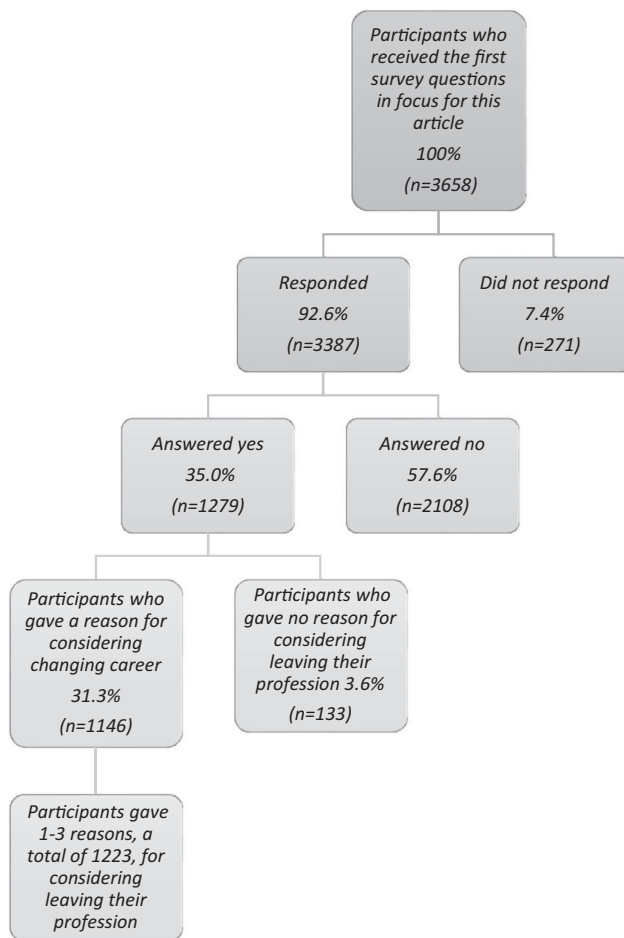 Participants who
received the first
survey questions
in focus for this
article
100%
(n=3658)
Responded
92.6%
(n=3387)
Did not respond
7.4%
(n=271)
Answered yes
35.0%
(n=1279)
Answered no
57.6%
(n=2108)
Participants who
gave a reason for
considering
changing career
31.3%
(n=1146)
Participants who
gave no reason for
considering
leaving their
profession 3.6%
(n=133)
Participants gave
1-3 reasons, a
total of 1223, for
considering
leaving their
profession